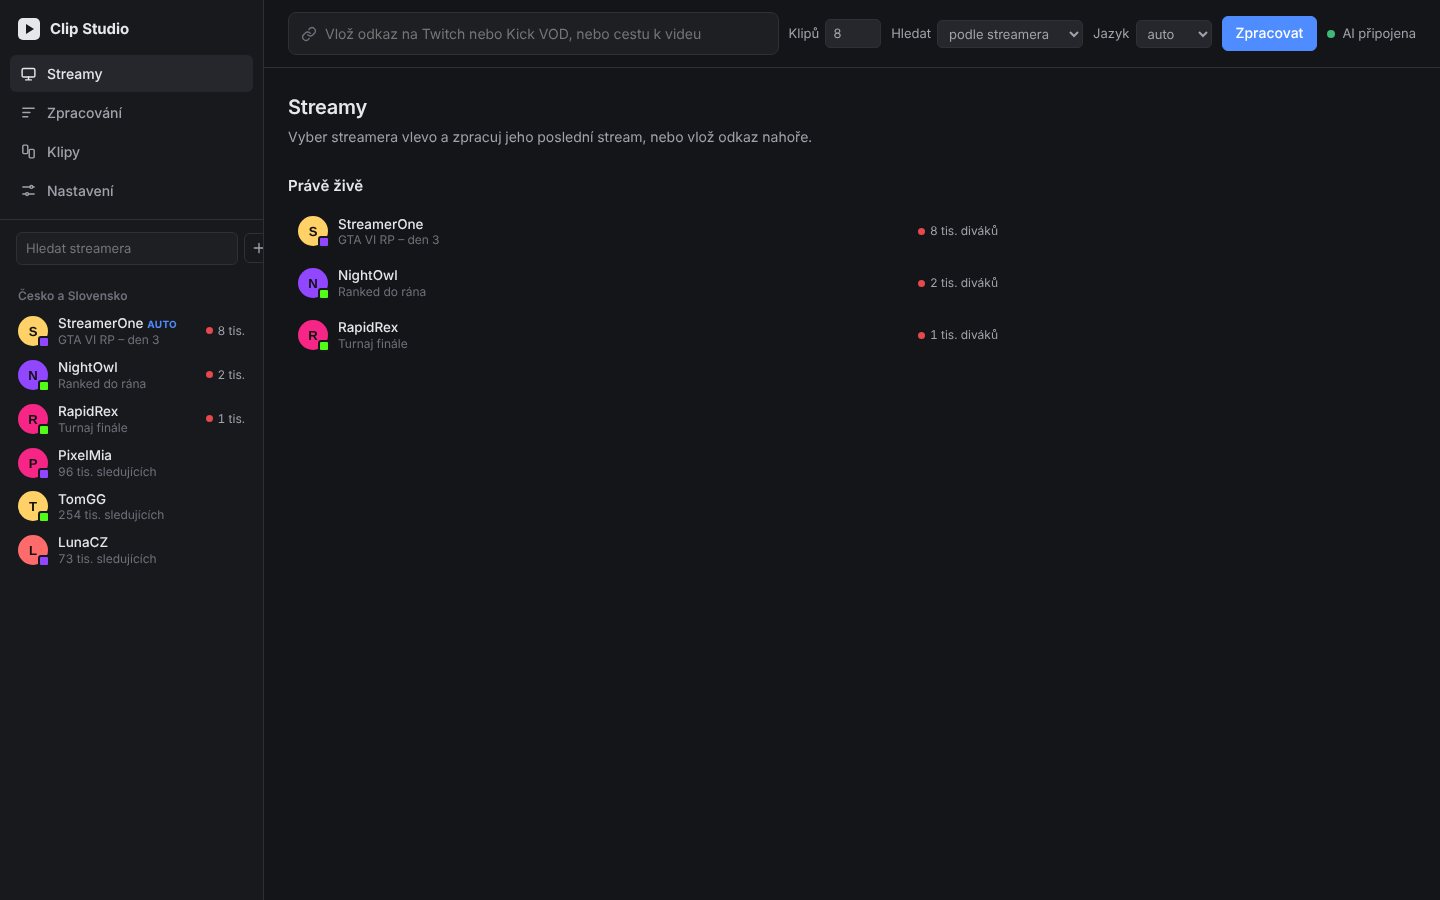 Clip Studio
Streamy
Zpracování
Klipy
Nastavení
Hledat streamera
+
Česko a Slovensko
S StreamerOne AUTO 8 tis.
GTA VI RP – den 3
N NightOwl 2 tis.
Ranked do rána
R RapidRex 1 tis.
Turnaj finále
P PixelMia
96 tis. sledujících
T TomGG
254 tis. sledujících
L LunaCZ
73 tis. sledujících
Vlož odkaz na Twitch nebo Kick VOD, nebo cestu k videu Klipů 8 Hledat podle streamera Jazyk auto Zpracovat AI připojena
Streamy
Vyber streamera vlevo a zpracuj jeho poslední stream, nebo vlož odkaz nahoře.
Právě živě
S StreamerOne 8 tis. diváků
GTA VI RP – den 3
N NightOwl 2 tis. diváků
Ranked do rána
R RapidRex 1 tis. diváků
Turnaj finále